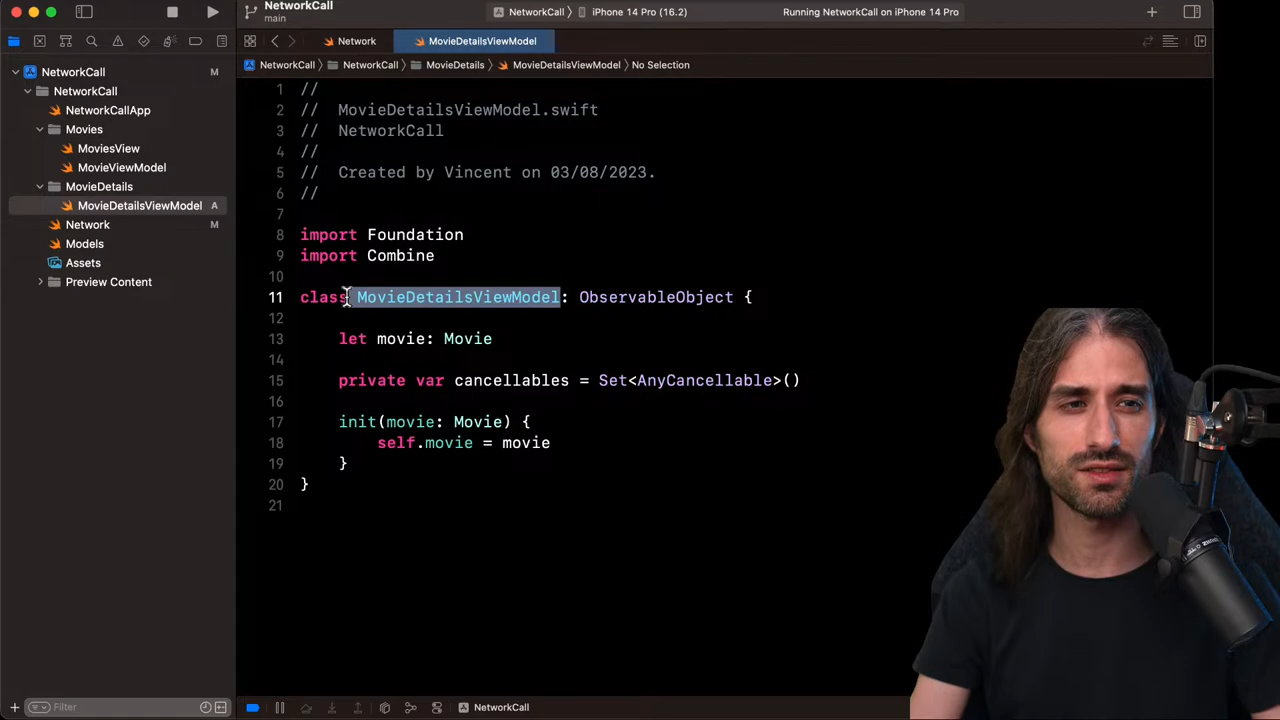 NetworkCall
main
NetworkCall
iPhone 14 Pro (16.2)
Running NetworkCall on iPhone 14 Pro
Network
MovieDetailsViewModel
NetworkCall
NetworkCall
MovieDetails
MovieDetailsViewModel
No Selection
NetworkCall M
NetworkCall
NetworkCallApp
Movies
MoviesView
MovieViewModel
MovieDetails
MovieDetailsViewModel A
Network M
Models
Assets
Preview Content
1 //
2 //  MovieDetailsViewModel.swift
3 //  NetworkCall
4 //
5 //  Created by Vincent on 03/08/2023.
6 //
7
8 import Foundation
9 import Combine
10
11 class MovieDetailsViewModel: ObservableObject {
12
13     let movie: Movie
14
15     private var cancellables = Set<AnyCancellable>()
16
17     init(movie: Movie) {
18         self.movie = movie
19     }
20 }
21
Filter
NetworkCall